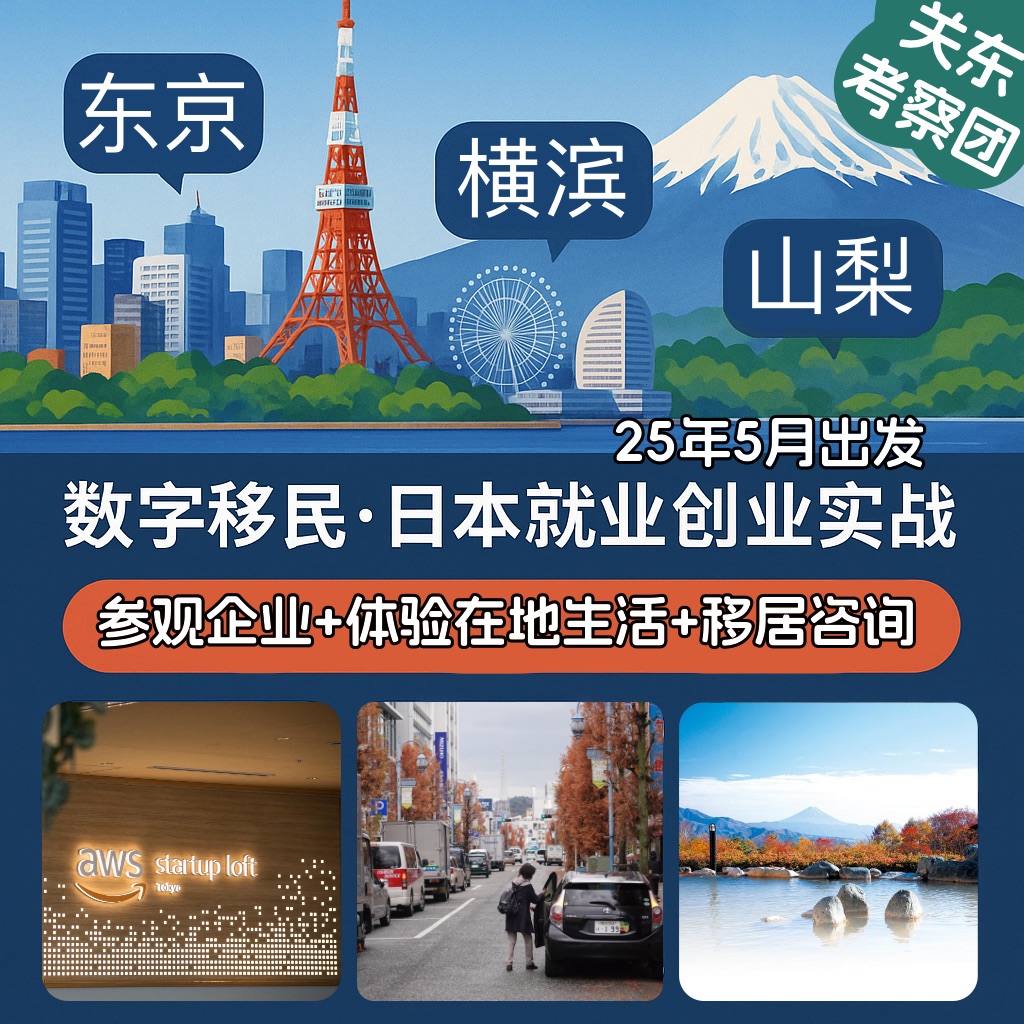 关东
考察团
东京
横滨
山梨
25年5月出发
数字移民·日本就业创业实战
参观企业+体验在地生活+移居咨询
aws startup loft
Tokyo
P